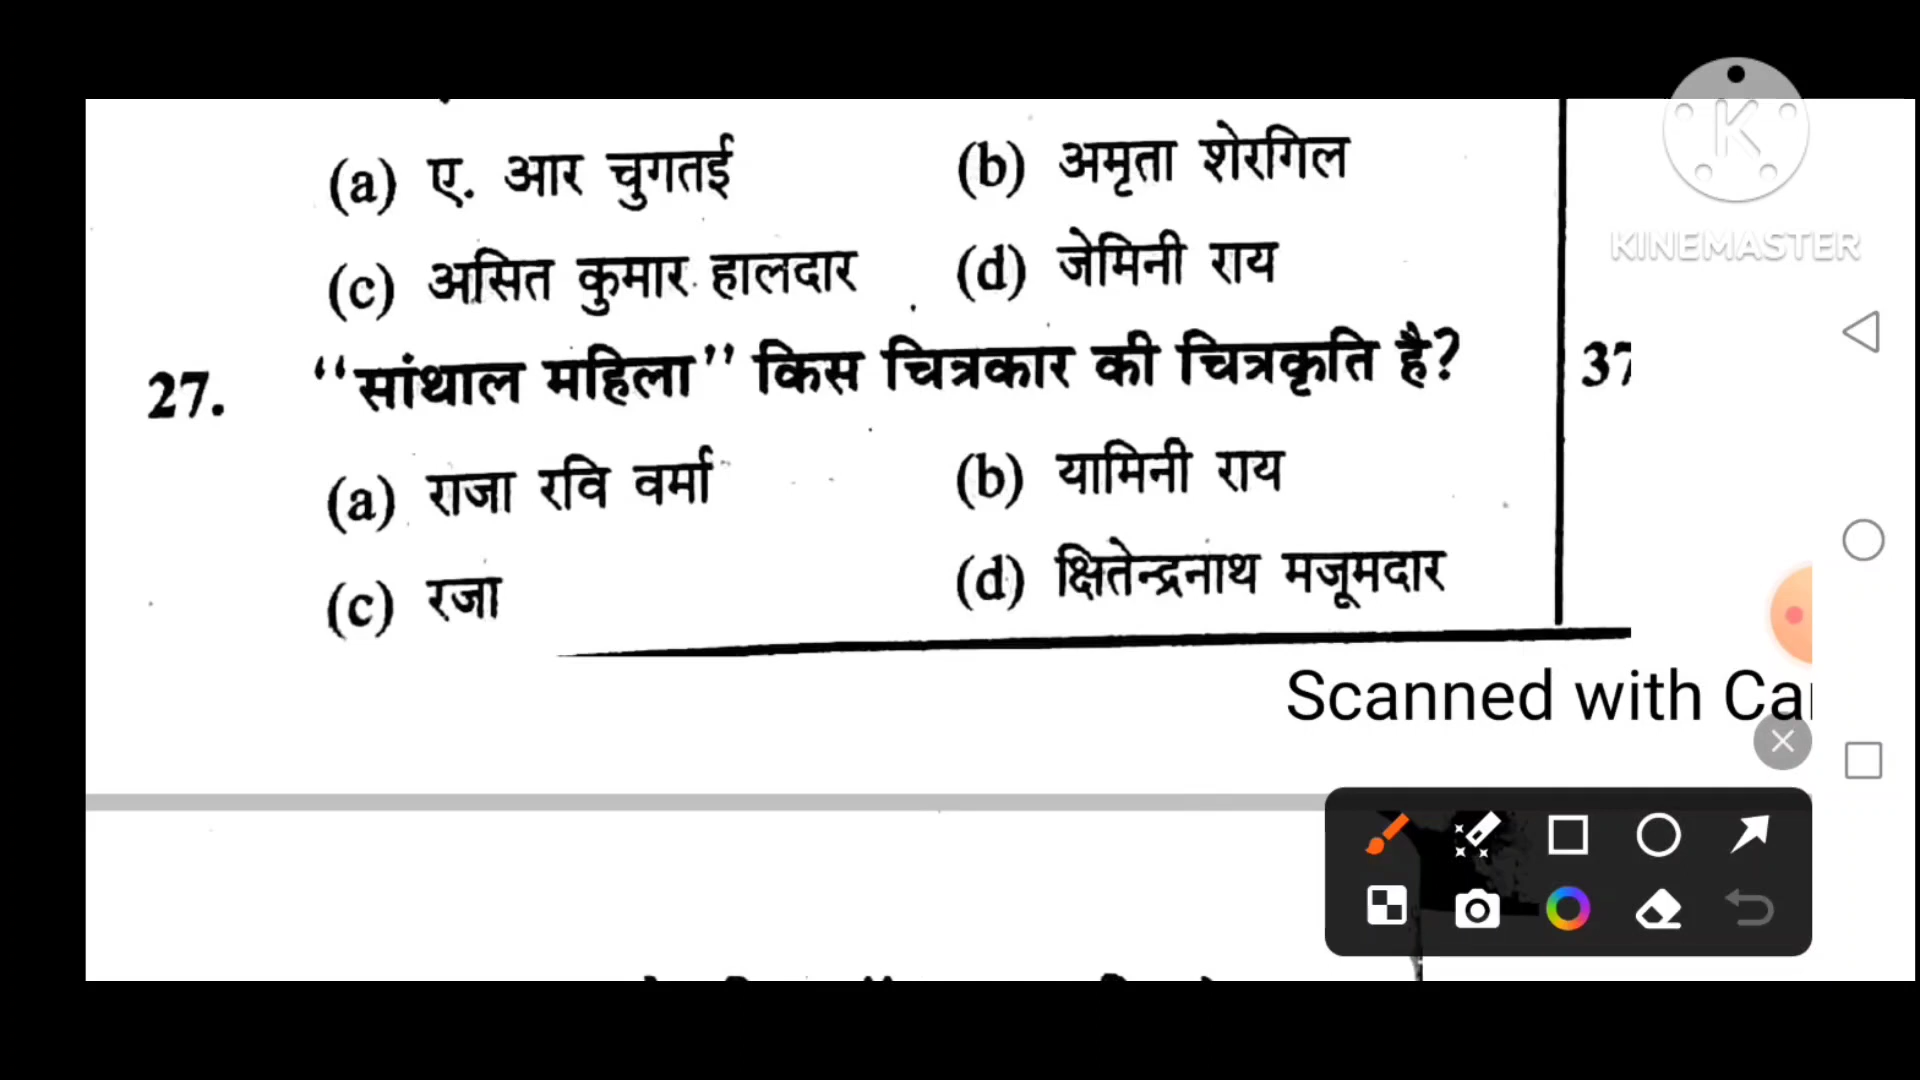 (a) ए. आर चुगतई (b) अमृता शेरगिल
(c) असित कुमार हालदार (d) जेमिनी राय
27. ‘‘सांथाल महिला’’ किस चित्रकार की चित्रकृति है? 37
(a) राजा रवि वर्मा (b) यामिनी राय
(c) रजा (d) क्षितेन्द्रनाथ मजूमदार
Scanned with Ca
KINEMASTER